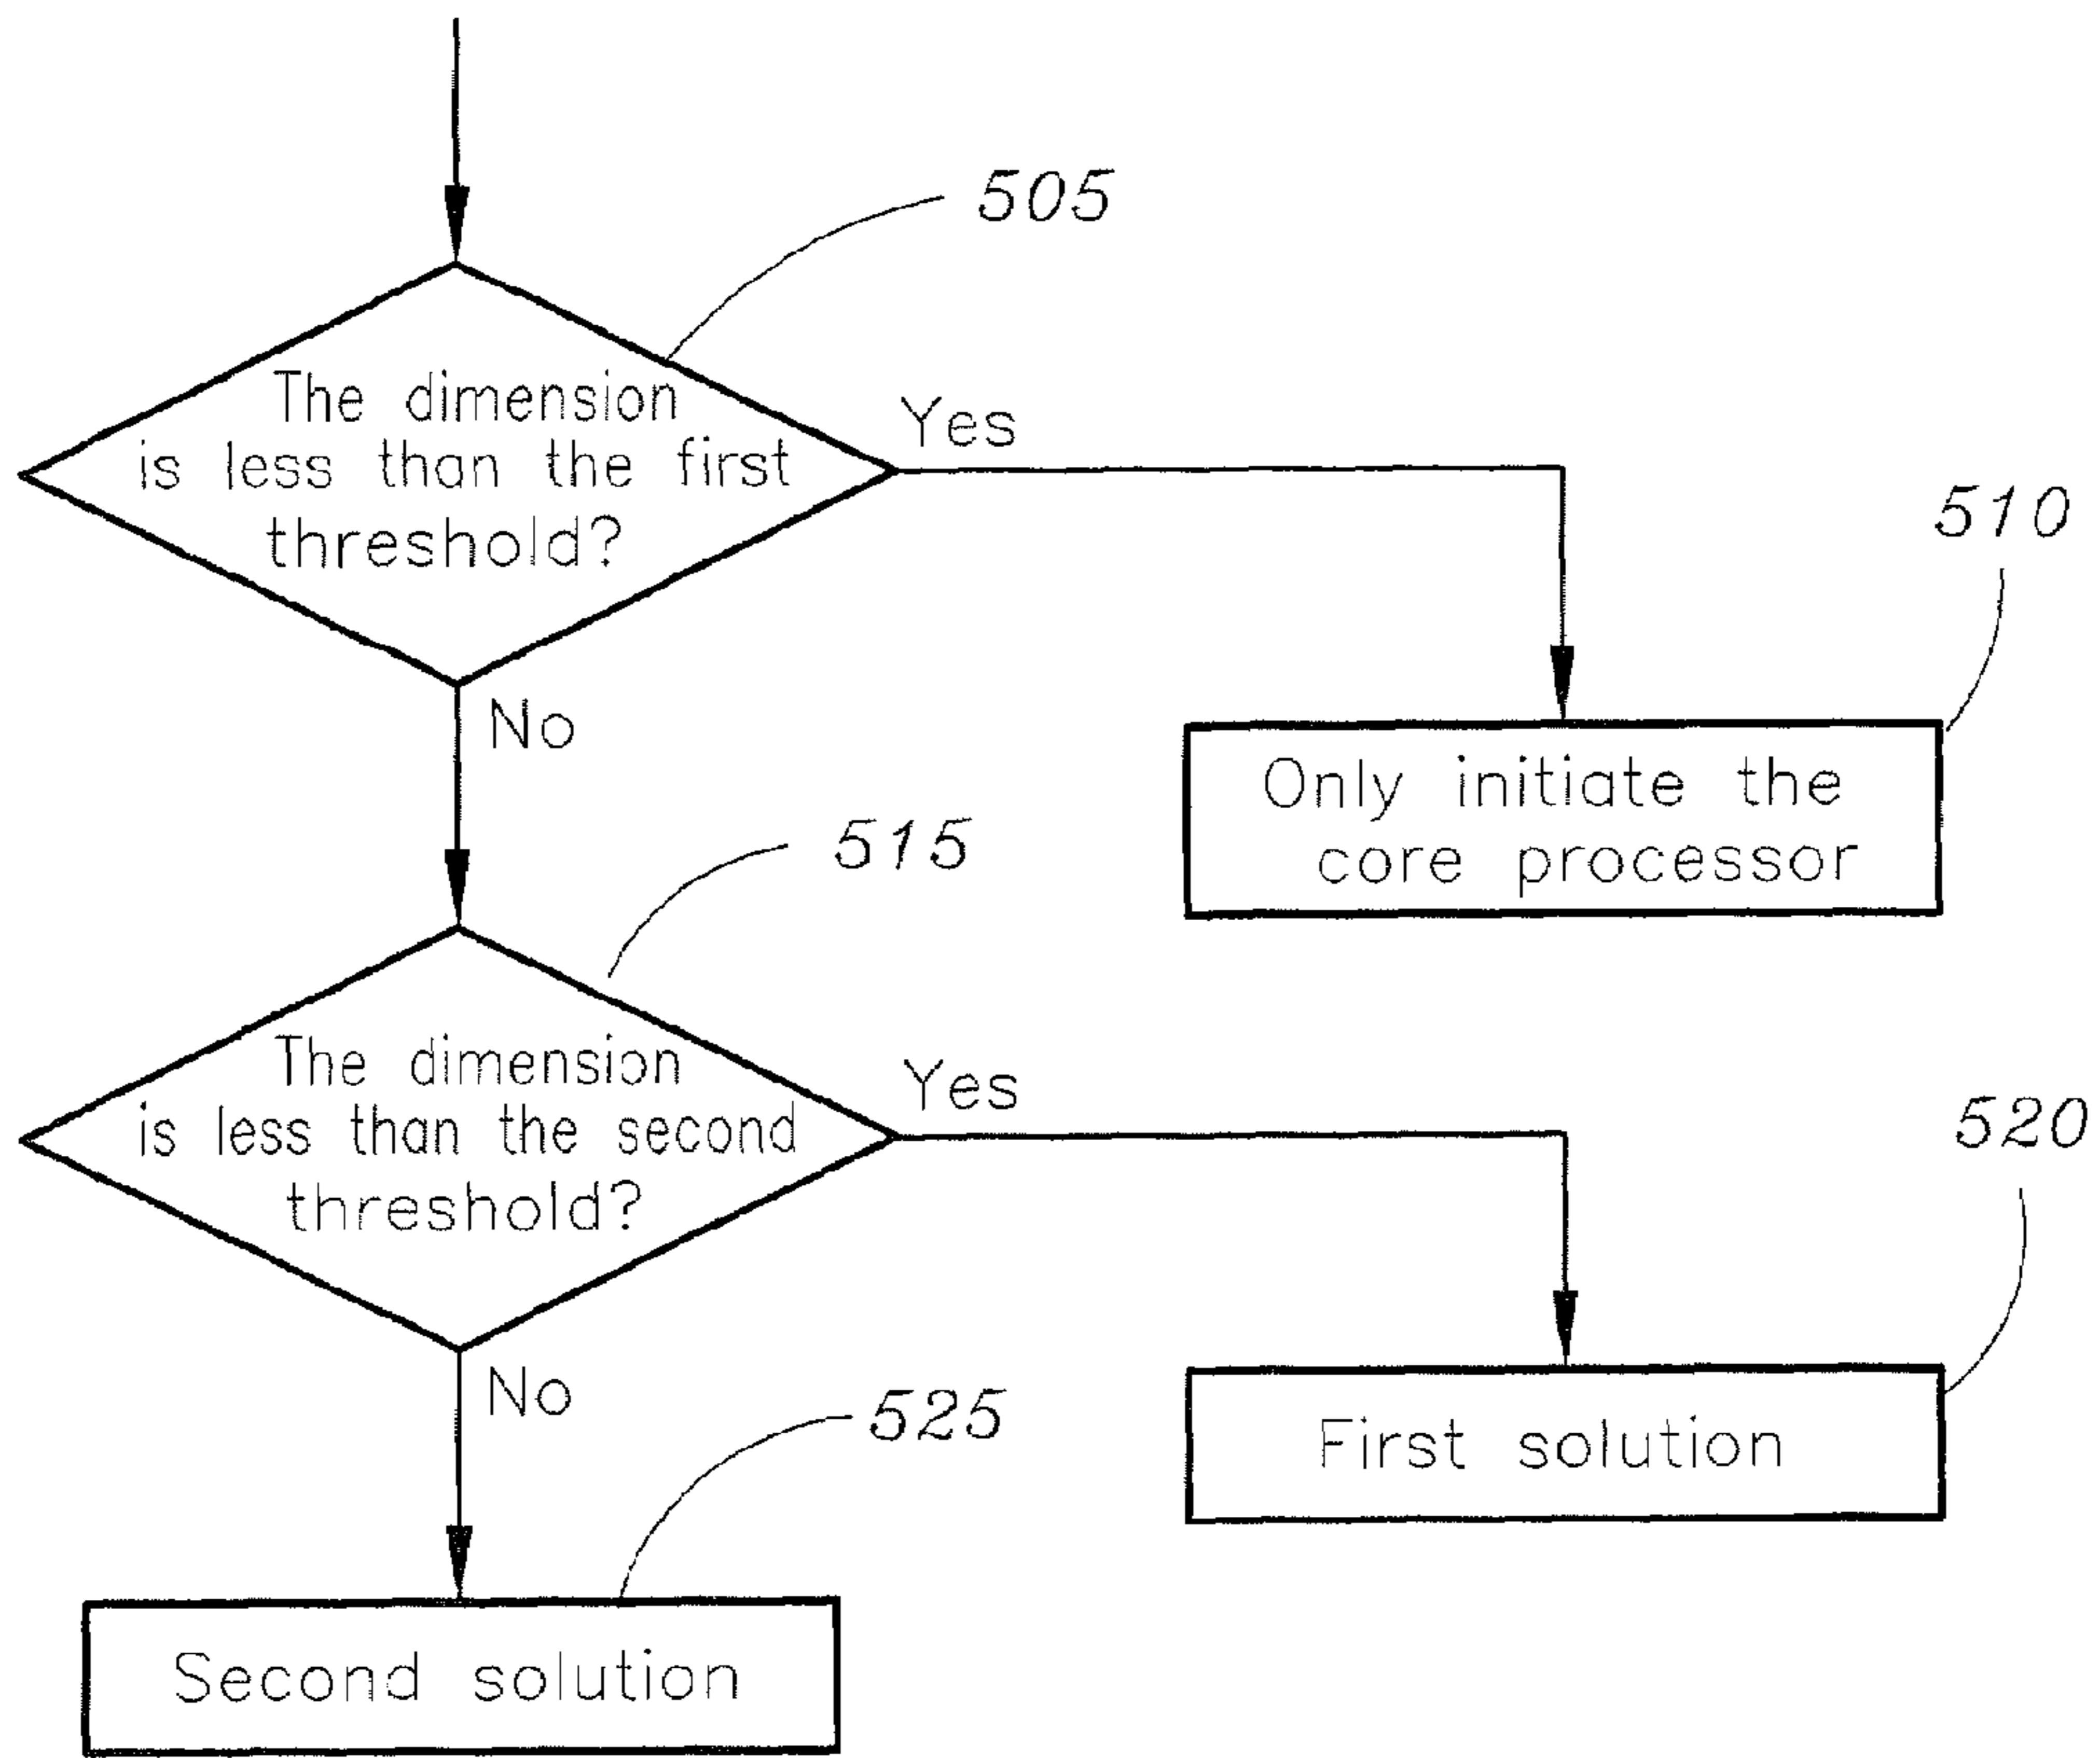 505
The dimension
is less than the first
threshold?
Yes
510
No
Only initiate the
core processor
515
The dimension
is less than the second
threshold?
Yes
520
No
525
First solution
Second solution